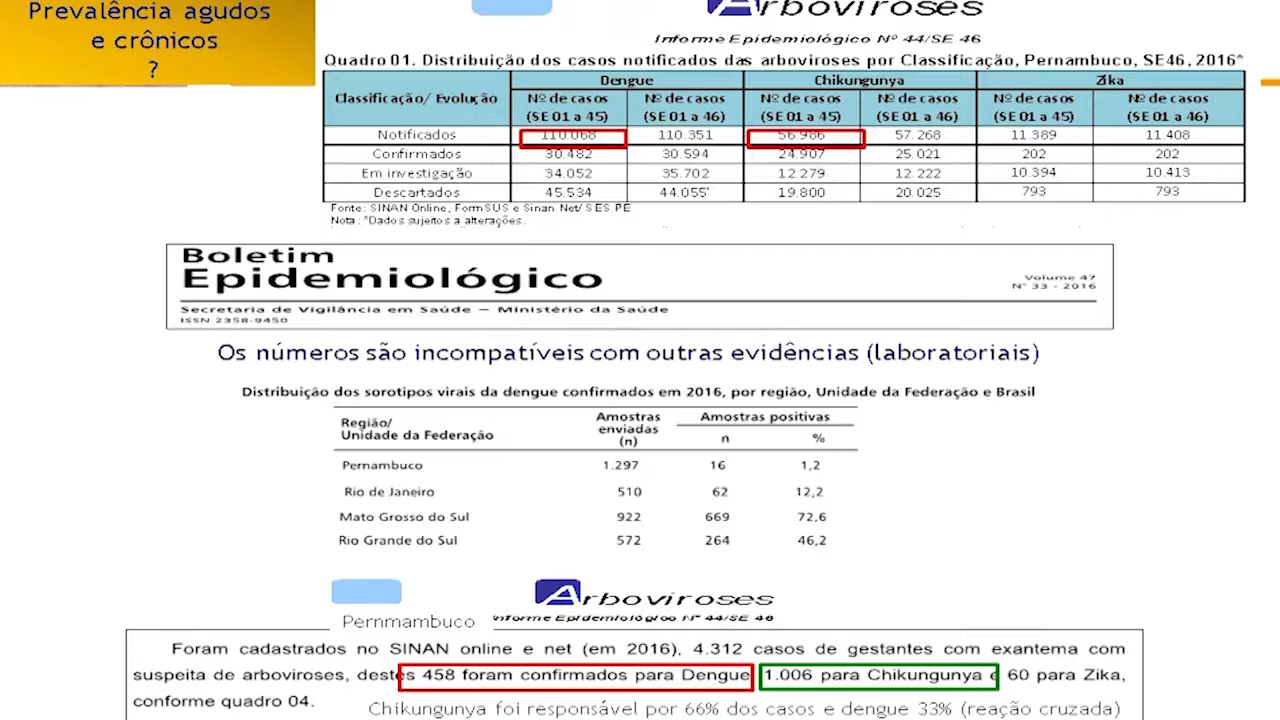 Prevalência agudos
e crônicos
?
Arboviroses
Informe Epidemiológico Nº 44/SE 46
Quadro 01. Distribuição dos casos notificados das arboviroses por Classificação, Pernambuco, SE46, 2016*
Classificação/ Evolução Dengue Chikungunya Zika
Nº de casos Nº de casos Nº de casos Nº de casos Nº de casos Nº de casos
(SE 01 a 45) (SE 01 a 46) (SE 01 a 45) (SE 01 a 46) (SE 01 a 45) (SE 01 a 46)
Notificados 110.068 110.351 56.986 57.268 11.389 11.408
Confirmados 30.482 30.594 24.907 25.021 202 202
Em investigação 34.052 35.702 12.279 12.222 10.394 10.413
Descartados 45.534 44.055' 19.800 20.025 793 793
Fonte: SINAN Online, FormSUS e Sinan Net/ SES PE
Nota: *Dados sujeitos a alterações.
Boletim
Epidemiológico
Volume 47
N° 33 - 2016
Secretaria de Vigilância em Saúde – Ministério da Saúde
ISSN 2358-9450
Os números são incompatíveis com outras evidências (laboratoriais)
Distribuição dos sorotipos virais da dengue confirmados em 2016, por região, Unidade da Federação e Brasil
Região/
Unidade da Federação Amostras enviadas (n) Amostras positivas
n %
Pernambuco 1.297 16 1,2
Rio de Janeiro 510 62 12,2
Mato Grosso do Sul 922 669 72,6
Rio Grande do Sul 572 264 46,2
Arboviroses
Pernmambuco Informe Epidemiológico Nº 44/SE 46
Foram cadastrados no SINAN online e net (em 2016), 4.312 casos de gestantes com exantema com
suspeita de arboviroses, destes 458 foram confirmados para Dengue 1.006 para Chikungunya e 60 para Zika,
conforme quadro 04.
Chikungunya foi responsável por 66% dos casos e dengue 33% (reação cruzada)